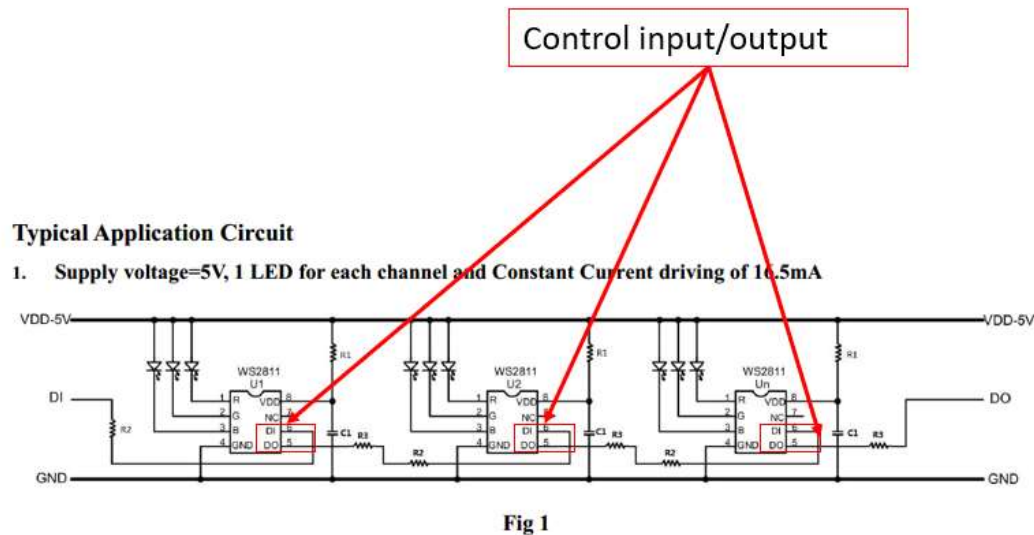 Control input/output
Typical Application Circuit
1. Supply voltage=5V, 1 LED for each channel and Constant Current driving of 16.5mA
VDD-5V VDD-5V
R1 R1 R1
WS2811 WS2811 WS2811
U1 U2 Un
DI DO
1 R VDD 8 1 R VDD 8 1 R VDD 8
2 G NC 7 2 G NC 2 G NC 7
3 B DI 6 3 B DI 6 3 B DI 6
4 GND DO 5 4 GND DO 5 4 GND DO 5
R2 C1 R3 C1 R3 C1 R3
R2 R2
GND GND
Fig 1